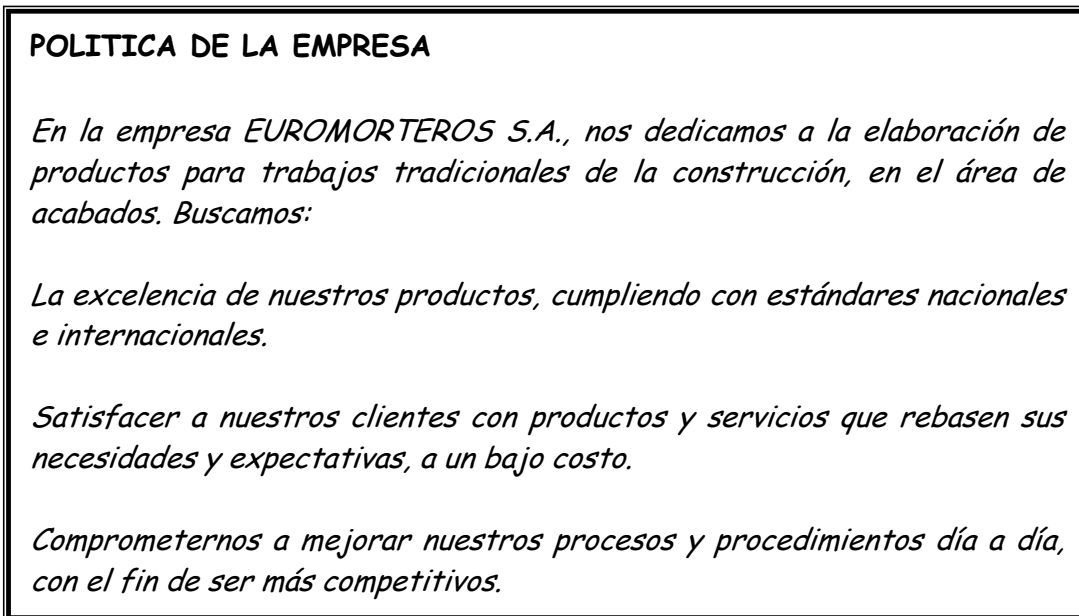 POLITICA DE LA EMPRESA
En la empresa EUROMORTEROS S.A., nos dedicamos a la elaboración de
productos para trabajos tradicionales de la construcción, en el área de
acabados. Buscamos:
La excelencia de nuestros productos, cumpliendo con estándares nacionales
e internacionales.
Satisfacer a nuestros clientes con productos y servicios que rebasen sus
necesidades y expectativas, a un bajo costo.
Comprometernos a mejorar nuestros procesos y procedimientos día a día,
con el fin de ser más competitivos.